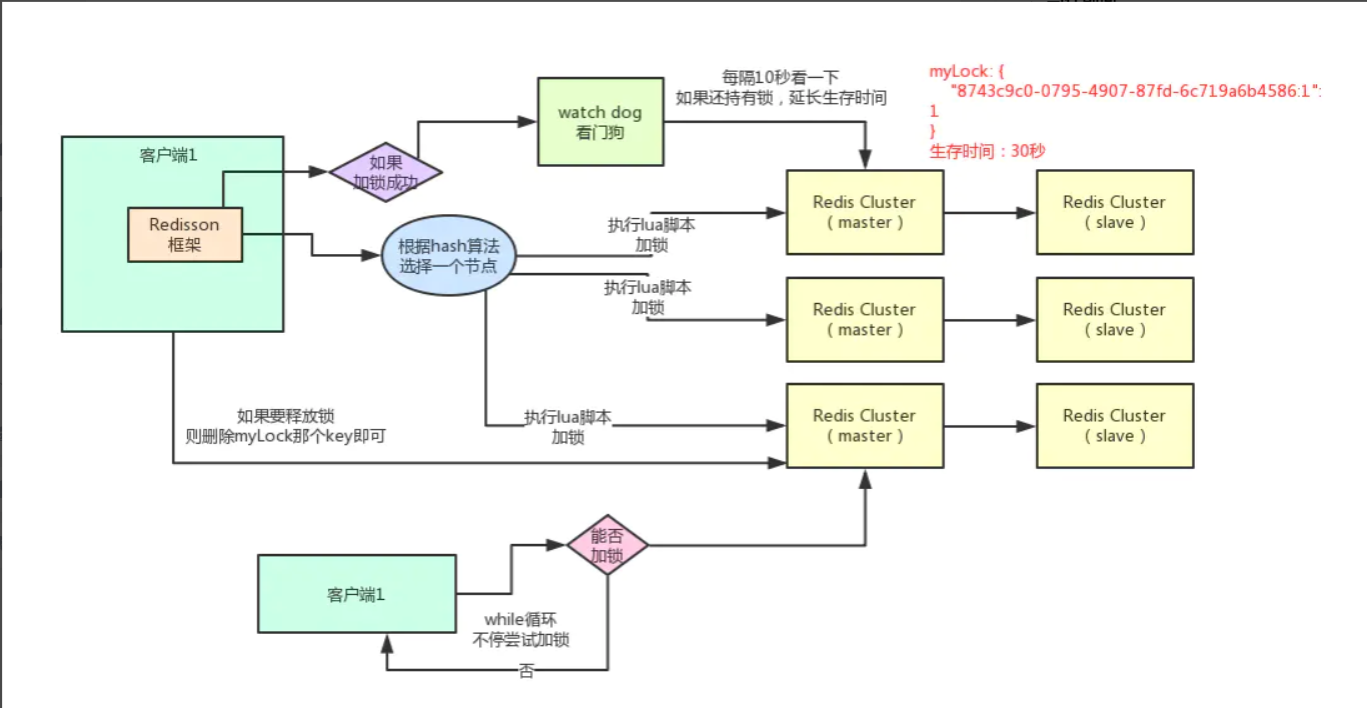 每隔10秒看一下
如果还持有锁，延长生存时间
myLock: {
"8743c9c0-0795-4907-87fd-6c719a6b4586:1":
1
}
生存时间：30秒
watch dog
看门狗
客户端1
如果
加锁成功
Redisson
框架
根据hash算法
选择一个节点
执行lua脚本
加锁
Redis Cluster
（ master ）
Redis Cluster
（ slave ）
执行lua脚本
加锁
Redis Cluster
（ master ）
Redis Cluster
（ slave ）
如果要释放锁
则删除myLock那个key即可
执行lua脚本
加锁
Redis Cluster
（ master ）
Redis Cluster
（ slave ）
能否
加锁
客户端1
while循环
不停尝试加锁
否